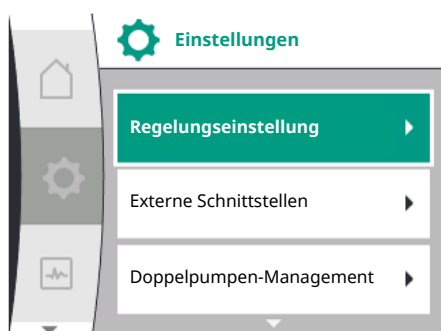 Einstellungen
Regelungseinstellung
Externe Schnittstellen
Doppelpumpen-Management